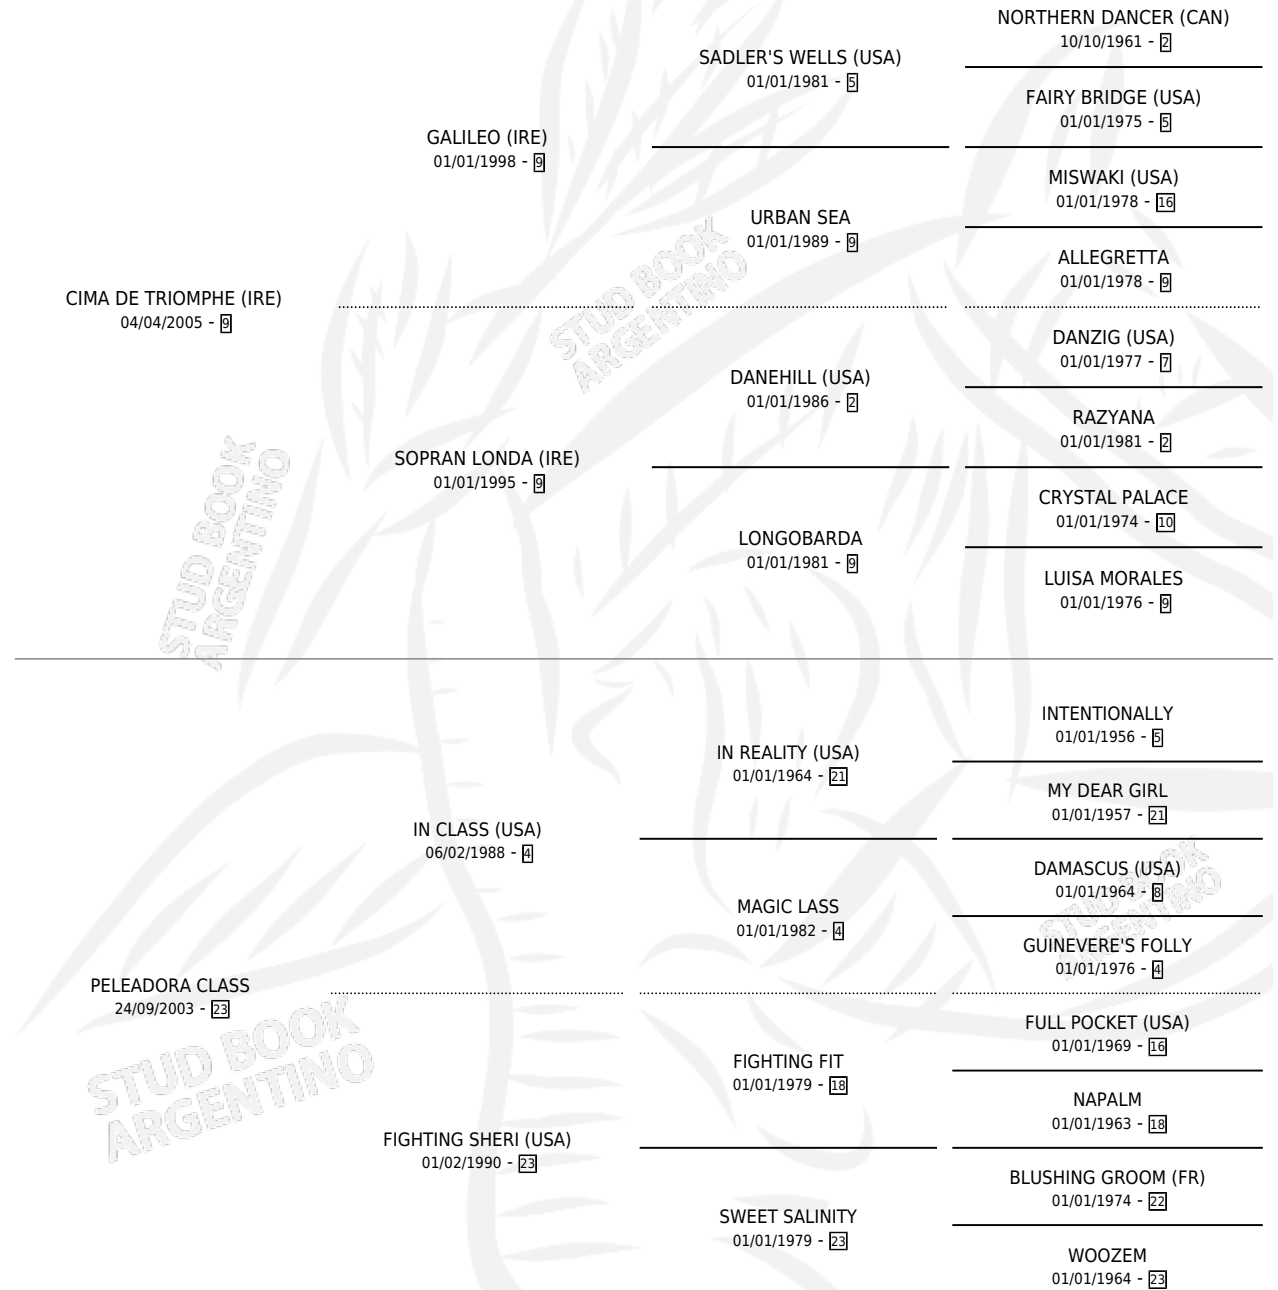 NORTHERN DANCER (CAN)
10/10/1961 - 2
SADLER'S WELLS (USA)
01/01/1981 - 5
FAIRY BRIDGE (USA)
01/01/1975 - 5
GALILEO (IRE)
01/01/1998 - 9
MISWAKI (USA)
01/01/1978 - 16
URBAN SEA
01/01/1989 - 9
ALLEGRETTA
01/01/1978 - 9
CIMA DE TRIOMPHE (IRE)
04/04/2005 - 9
DANZIG (USA)
01/01/1977 - 7
DANEHILL (USA)
01/01/1986 - 2
RAZYANA
01/01/1981 - 2
SOPRAN LONDA (IRE)
01/01/1995 - 9
CRYSTAL PALACE
01/01/1974 - 10
LONGOBARDA
01/01/1981 - 9
LUISA MORALES
01/01/1976 - 9
INTENTIONALLY
01/01/1956 - 5
IN REALITY (USA)
01/01/1964 - 21
MY DEAR GIRL
01/01/1957 - 21
IN CLASS (USA)
06/02/1988 - 4
DAMASCUS (USA)
01/01/1964 - 8
MAGIC LASS
01/01/1982 - 4
GUINEVERE'S FOLLY
01/01/1976 - 4
PELEADORA CLASS
24/09/2003 - 23
FULL POCKET (USA)
01/01/1969 - 16
FIGHTING FIT
01/01/1979 - 18
NAPALM
01/01/1963 - 18
FIGHTING SHERI (USA)
01/02/1990 - 23
BLUSHING GROOM (FR)
01/01/1974 - 22
SWEET SALINITY
01/01/1979 - 23
WOOZEM
01/01/1964 - 23
STUD BOOK
ARGENTINO
STUD BOOK
ARGENTINO
STUD BOOK
ARGENTINO
STUD BOOK
ARGENTINO